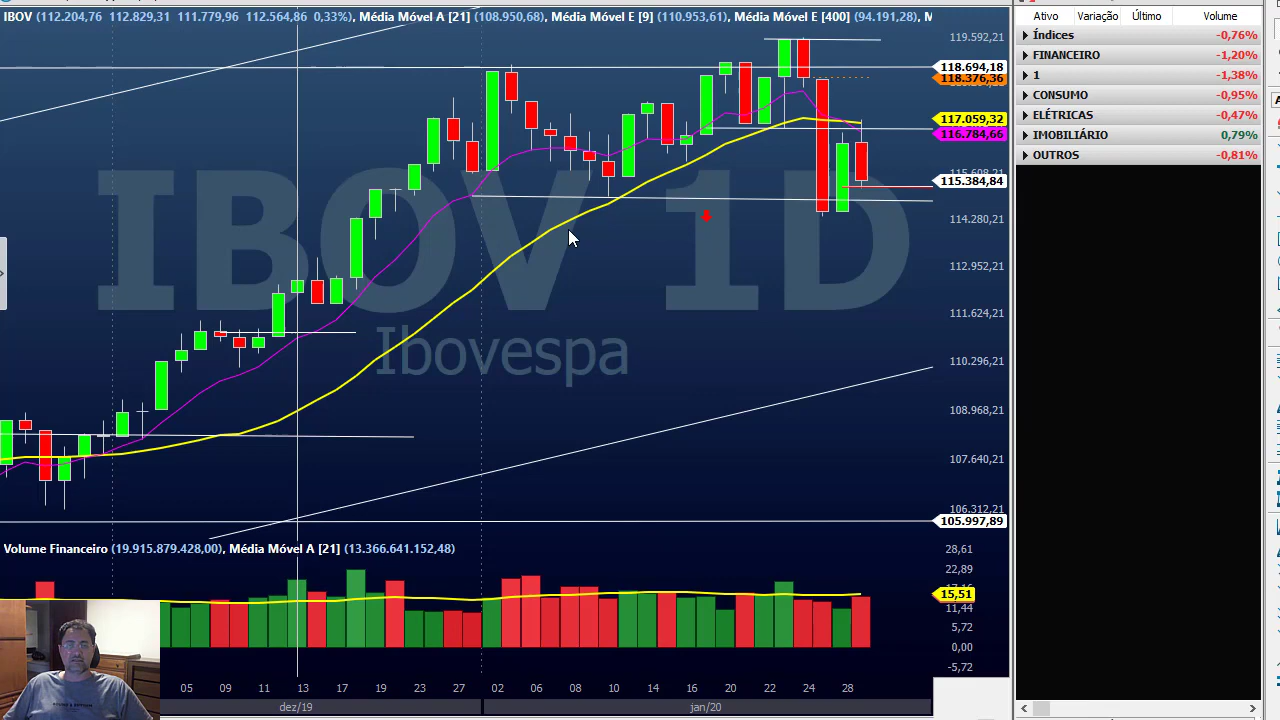 IBOV (112.204,76 112.829,31 111.779,96 112.564,86 0,33%), Média Móvel A [21] (108.950,68), Média Móvel E [9] (110.953,61), Média Móvel E [400] (94.191,28), M
119.592,21
118.694,18
118.376,36
117.059,32
116.784,66
115.608,21
115.384,84
114.280,21
112.952,21
111.624,21
110.296,21
108.968,21
107.640,21
106.312,21
105.997,89
IBOV 1D
Ibovespa
Volume Financeiro (19.915.879.428,00), Média Móvel A [21] (13.366.641.152,48)
28,61
22,89
15,51
11,44
5,72
0,00
-5,72
05 09 11 13 17 19 23 27 02 06 08 10 14 16 20 22 24 28
dez/19 jan/20
Ativo Variação Último Volume
Índices -0,76%
FINANCEIRO -1,20%
1 -1,38%
CONSUMO -0,95%
ELÉTRICAS -0,47%
IMOBILIÁRIO 0,79%
OUTROS -0,81%